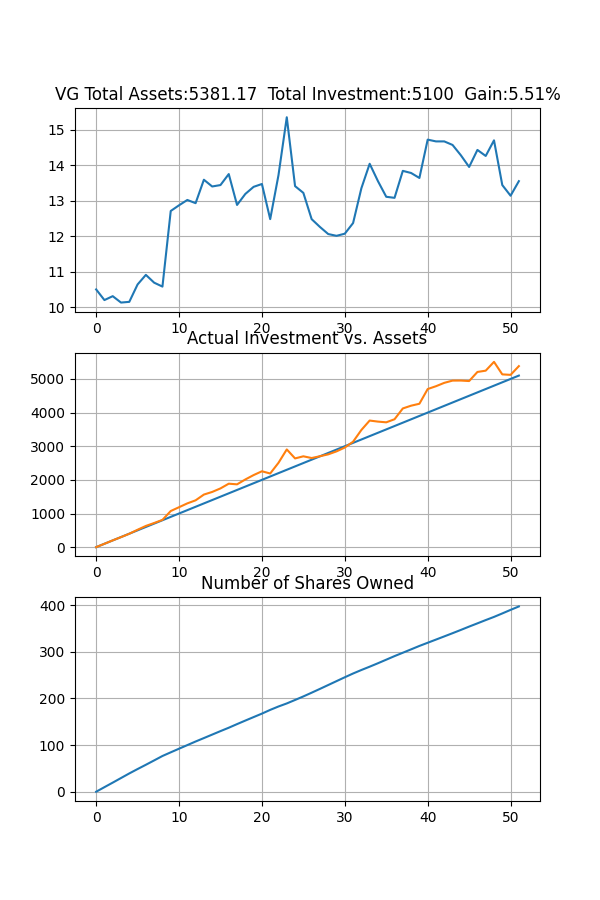 VG Total Assets:5381.17  Total Investment:5100  Gain:5.51%
15
14
13
12
11
10
0 10 20 30 40 50
Actual Investment vs. Assets
5000
4000
3000
2000
1000
0
0 10 20 30 40 50
Number of Shares Owned
400
300
200
100
0
0 10 20 30 40 50